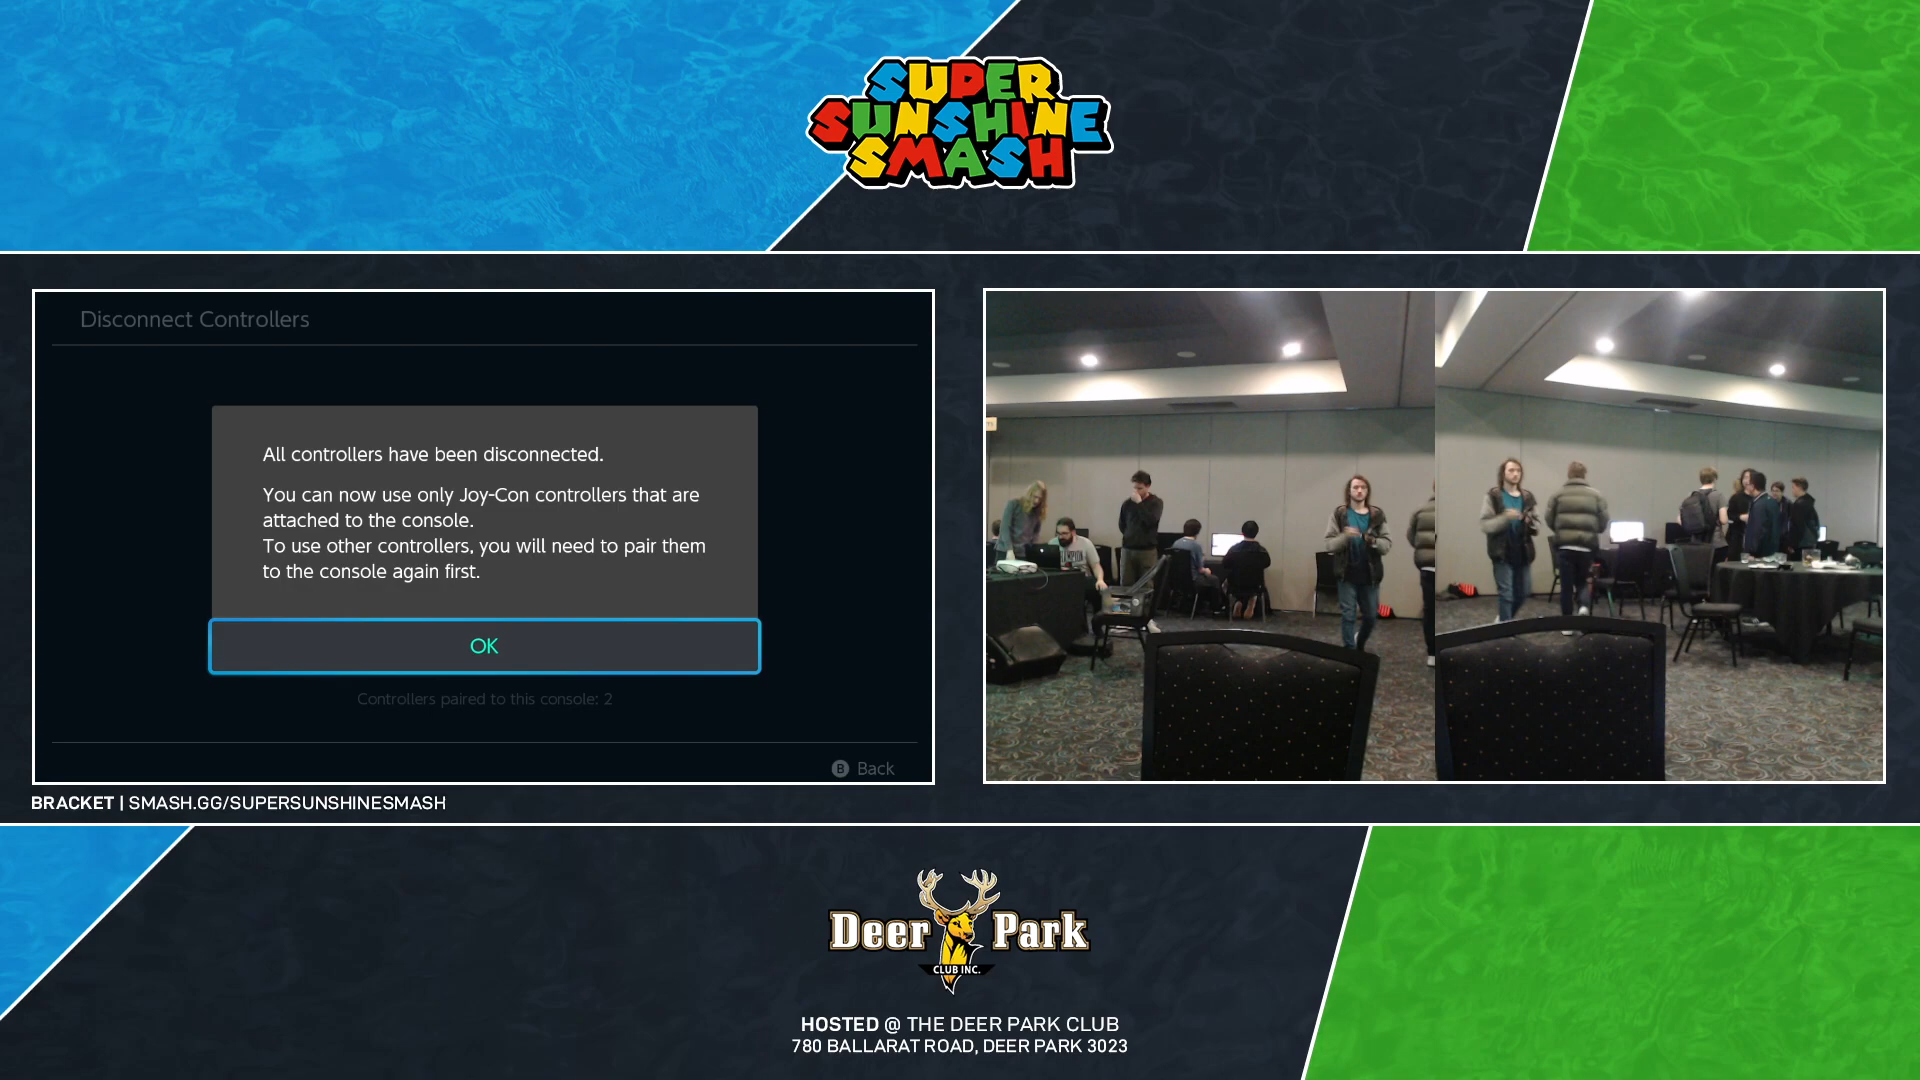 SUPER
SUNSHINE
SMASH
Disconnect Controllers
All controllers have been disconnected.
You can now use only Joy-Con controllers that are
attached to the console.
To use other controllers, you will need to pair them
to the console again first.
OK
Controllers paired to this console: 2
B Back
BRACKET | SMASH.GG/SUPERSUNSHINESMASH
Deer Park
CLUB INC.
HOSTED @ THE DEER PARK CLUB
780 BALLARAT ROAD, DEER PARK 3023